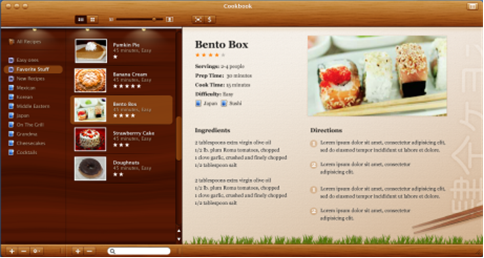 Cookbook
All Recipes
Easy ones
Favorite Stuff
New Recipes
Mexican
Korean
Middle Eastern
Japan
On The Grill
Grandma
Cheesecakes
Cocktails
Pumkin Pie
45 minutes, Easy
Banana Cream
45 minutes, Easy
Bento Box
45 minutes, Easy
Strawberry Cake
45 minutes, Easy
Doughnuts
45 minutes, Easy
Bento Box
Servings: 2-4 people
Prep Time: 30 minutes
Cook Time: 15 minutes
Difficulty: Easy
Japan Sushi
Ingredients
2 tablespoons extra virgin olive oil
1/2 lb. plum Roma tomatoes, chopped
1 clove garlic, crushed and finely chopped
1/2 tablespoon salt
2 tablespoons extra virgin olive oil
1/2 lb. plum Roma tomatoes, chopped
1 clove garlic, crushed and finely chopped
1/2 tablespoon salt
Directions
Lorem ipsum dolor sit amet, consectetur
ad eiusmod tempor incididunt ut labore et dolore.
Lorem ipsum dolor sit amet, consectetur
adipisicing elit.
Lorem ipsum dolor sit amet, consectetur
sed do eiusmod tempor incididunt ut labore.
Lorem ipsum dolor sit amet, consectetur
adipisicing elit.